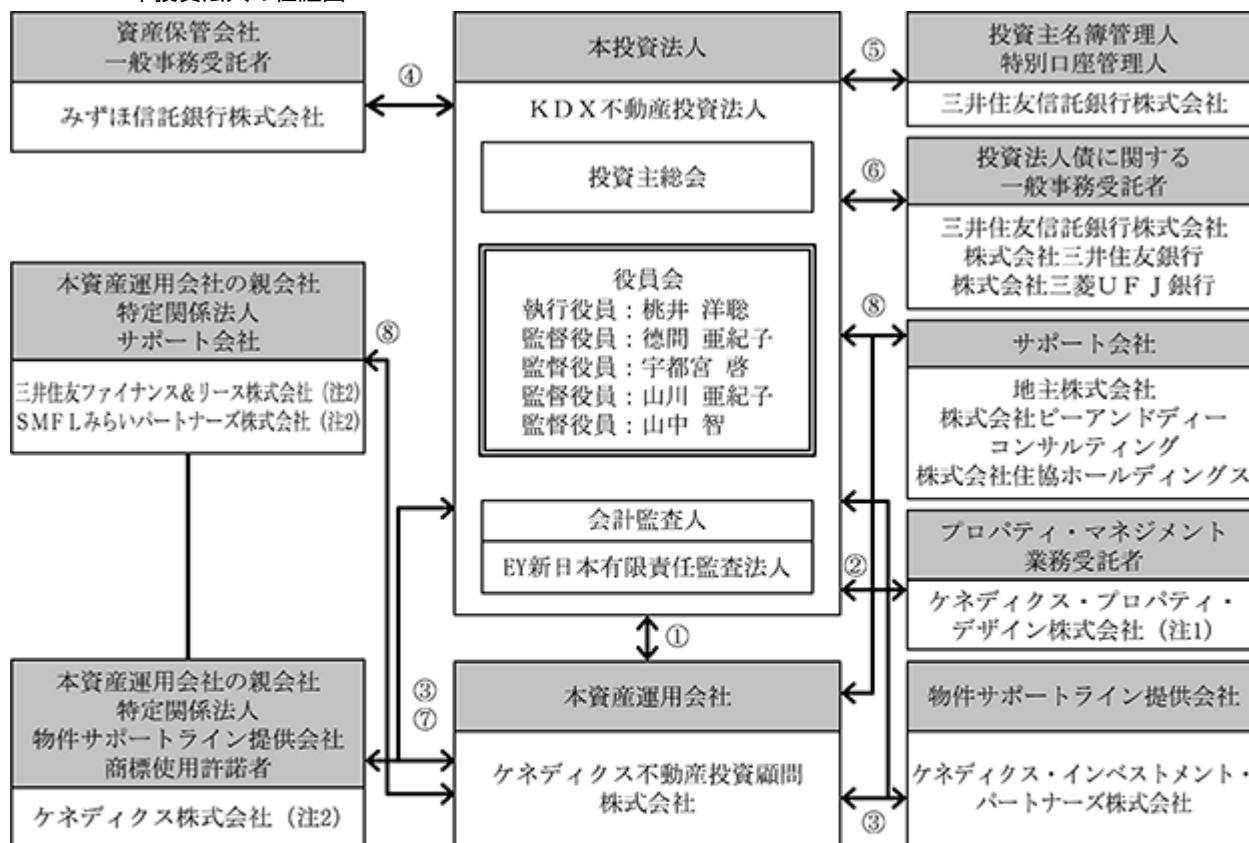 資産保管会社
一般事務受託者
みずほ信託銀行株式会社
④
本投資法人
KDX不動産投資法人
投資主総会
役員会
執行役員：桃井 洋聡
監督役員：徳間 亜紀子
監督役員：宇都宮 啓
監督役員：山川 亜紀子
監督役員：山中 智
会計監査人
EY新日本有限責任監査法人
⑤
投資主名簿管理人
特別口座管理人
三井住友信託銀行株式会社
⑥
投資法人債に関する
一般事務受託者
三井住友信託銀行株式会社
株式会社三井住友銀行
株式会社三菱UFJ銀行
⑧
サポート会社
地主株式会社
株式会社ピーアンドディー
コンサルティング
株式会社住協ホールディングス
②
プロパティ・マネジメント
業務受託者
ケネディクス・プロパティ・
デザイン株式会社（注1）
本資産運用会社の親会社
特定関係法人
サポート会社
三井住友ファイナンス&リース株式会社（注2）
SMFLみらいパートナーズ株式会社（注2）
⑧
本資産運用会社の親会社
特定関係法人
物件サポートライン提供会社
商標使用許諾者
ケネディクス株式会社（注2）
③
⑦
①
本資産運用会社
ケネディクス不動産投資顧問
株式会社
③
物件サポートライン提供会社
ケネディクス・インベストメント・
パートナーズ株式会社